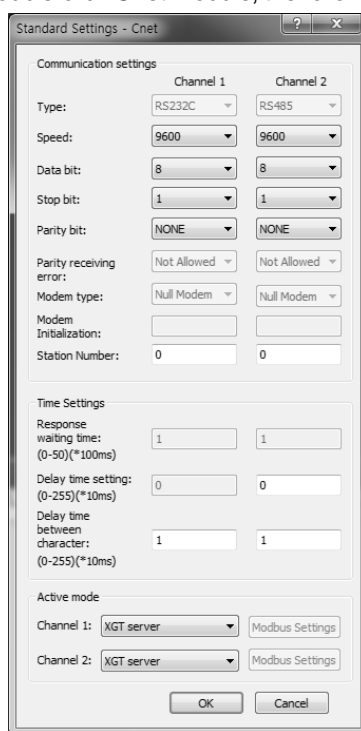 Standard Settings - Cnet
Communication settings
Channel 1 Channel 2
Type: RS232C RS485
Speed: 9600 9600
Data bit: 8 8
Stop bit: 1 1
Parity bit: NONE NONE
Parity receiving error: Not Allowed Not Allowed
Modem type: Null Modem Null Modem
Modem Initialization:
Station Number: 0 0
Time Settings
Response waiting time: (0-50)(*100ms) 1 1
Delay time setting: (0-255)(*10ms) 0 0
Delay time between character: (0-255)(*10ms) 1 1
Active mode
Channel 1: XGT server Modbus Settings
Channel 2: XGT server Modbus Settings
OK Cancel